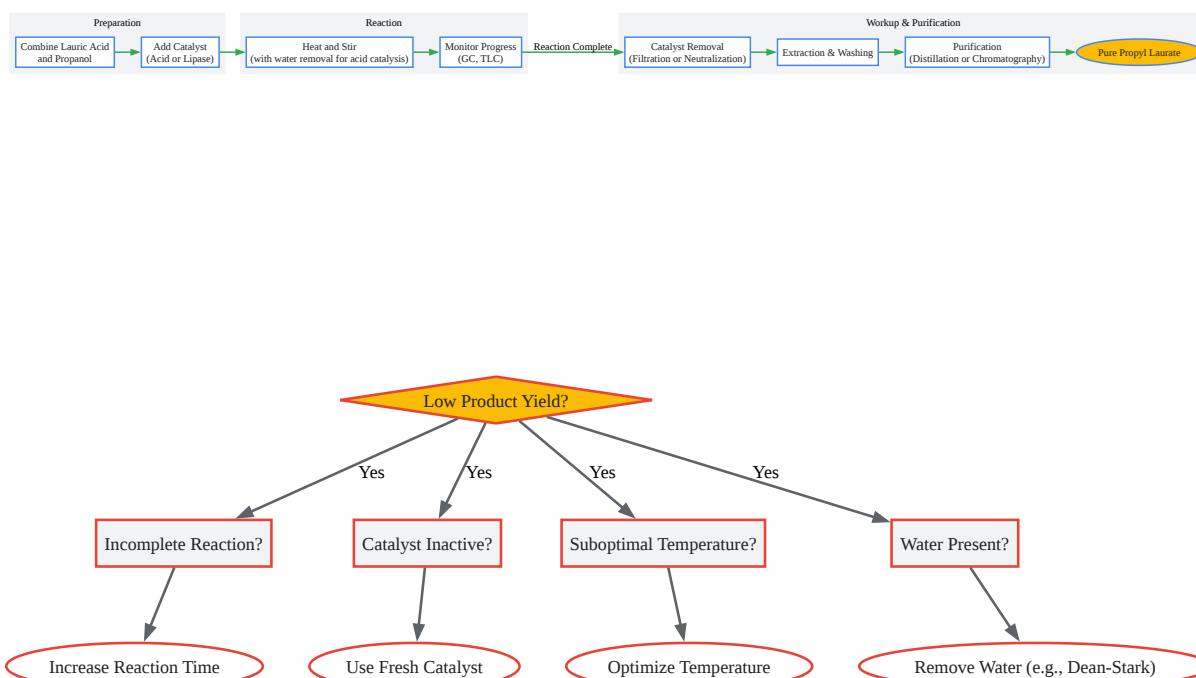 Preparation
Reaction
Workup & Purification
Combine Lauric Acid
and Propanol
Add Catalyst
(Acid or Lipase)
Heat and Stir
(with water removal for acid catalysis)
Monitor Progress
(GC, TLC)
Reaction Complete
Catalyst Removal
(Filtration or Neutralization)
Extraction & Washing
Purification
(Distillation or Chromatography)
Pure Propyl Laurate
Low Product Yield?
Yes
Yes
Yes
Yes
Incomplete Reaction?
Catalyst Inactive?
Suboptimal Temperature?
Water Present?
Increase Reaction Time
Use Fresh Catalyst
Optimize Temperature
Remove Water (e.g., Dean-Stark)